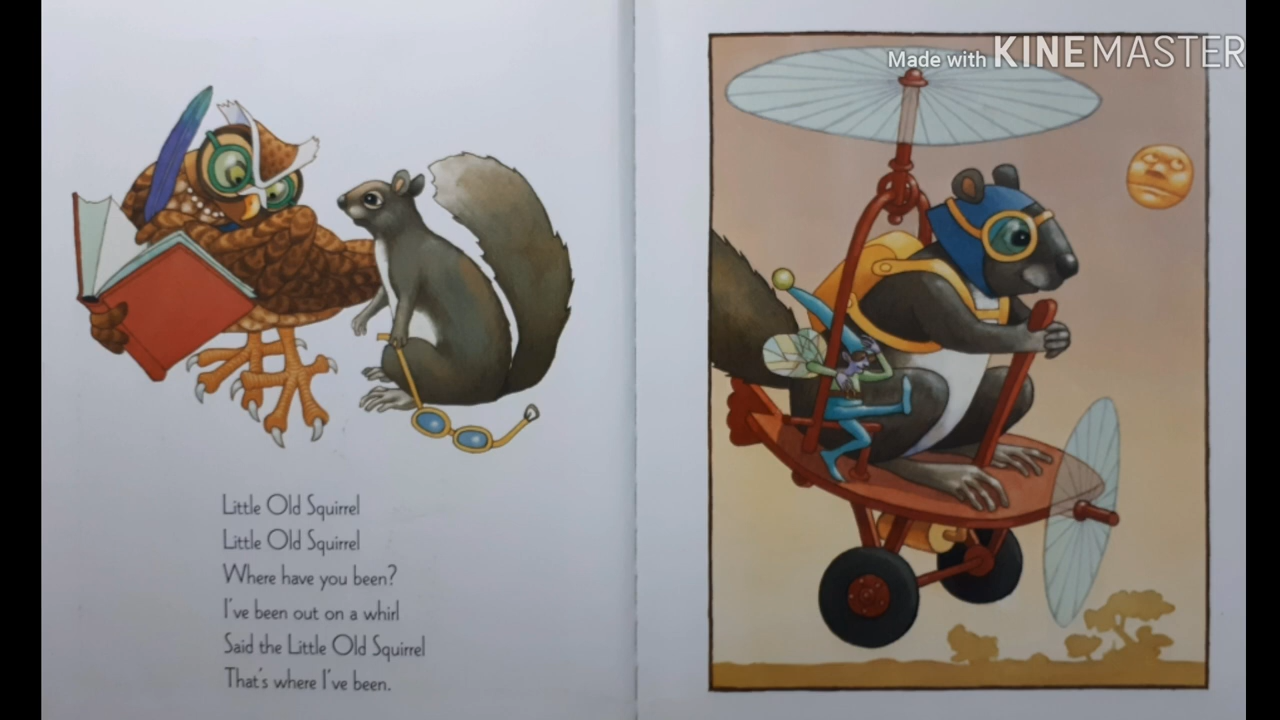 Made with KINEMASTER
Little Old Squirrel
Little Old Squirrel
Where have you been?
I've been out on a whirl
Said the Little Old Squirrel
That's where I've been.